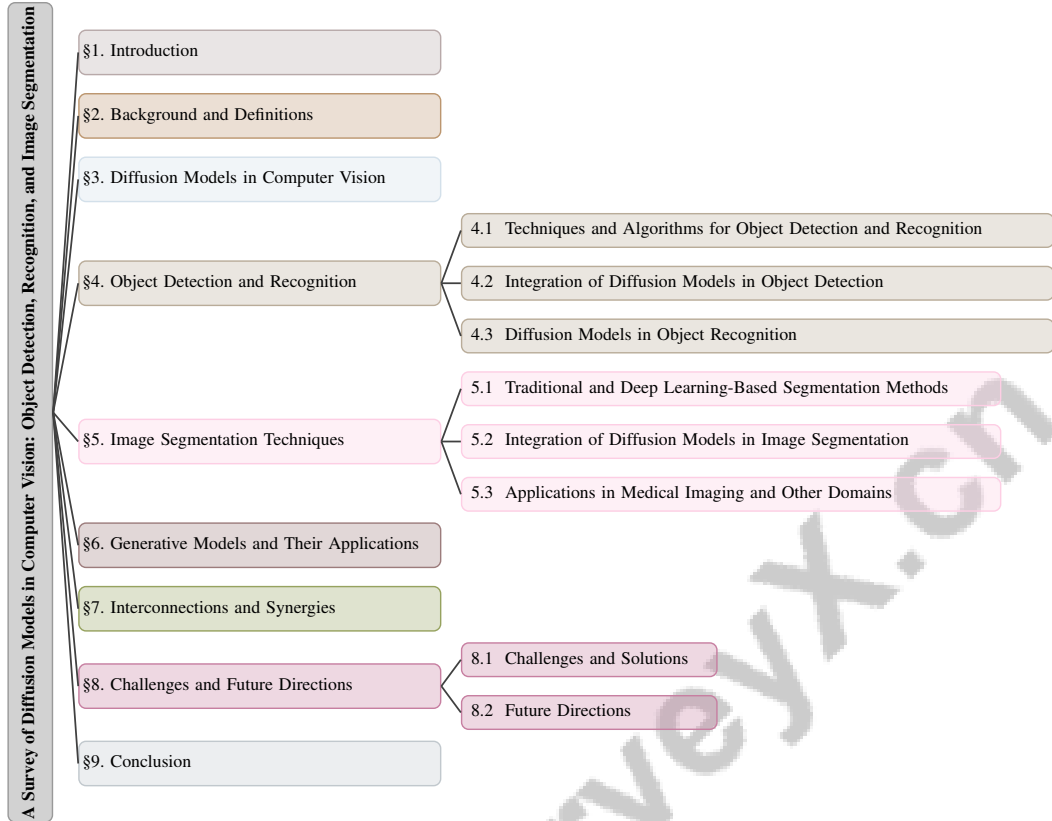 A Survey of Diffusion Models in Computer Vision: Object Detection, Recognition, and Image Segmentation
§1. Introduction
§2. Background and Definitions
§3. Diffusion Models in Computer Vision
§4. Object Detection and Recognition
4.1 Techniques and Algorithms for Object Detection and Recognition
4.2 Integration of Diffusion Models in Object Detection
4.3 Diffusion Models in Object Recognition
§5. Image Segmentation Techniques
5.1 Traditional and Deep Learning-Based Segmentation Methods
5.2 Integration of Diffusion Models in Image Segmentation
5.3 Applications in Medical Imaging and Other Domains
§6. Generative Models and Their Applications
§7. Interconnections and Synergies
§8. Challenges and Future Directions
8.1 Challenges and Solutions
8.2 Future Directions
§9. Conclusion
veyx.cn